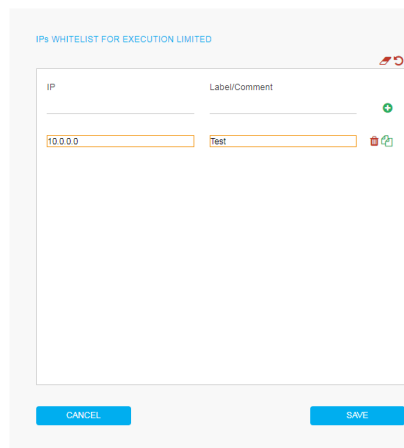 IPs WHITELIST FOR EXECUTION LIMITED
IP Label/Comment
10.0.0.0 Test
CANCEL SAVE